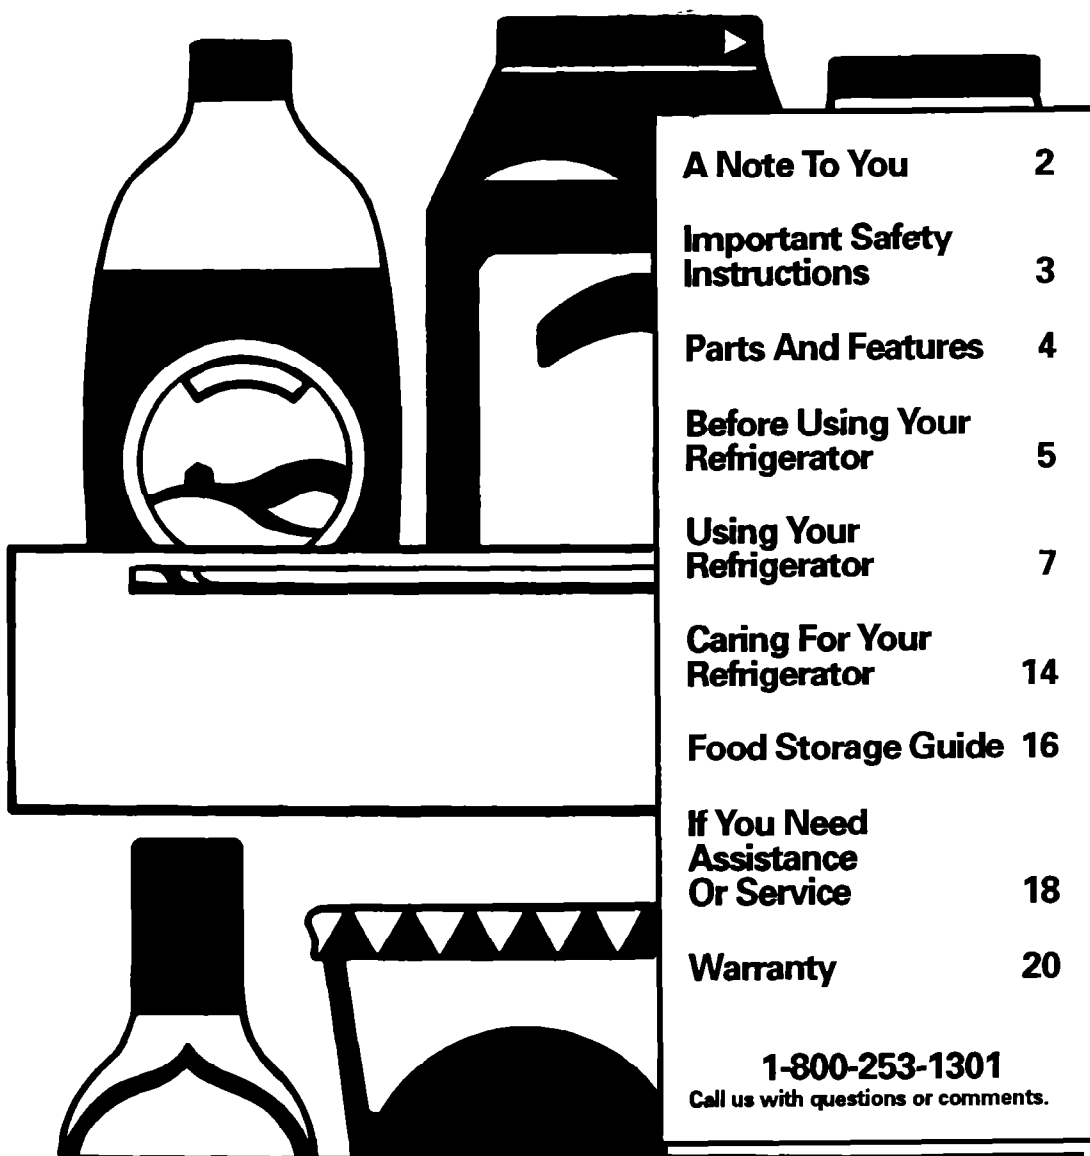 A Note To You 2
Important Safety
Instructions 3
Parts And Features 4
Before Using Your
Refrigerator 5
Using Your
Refrigerator 7
Caring For Your
Refrigerator 14
Food Storage Guide 16
If You Need
Assistance
Or Service 18
Warranty 20
1-800-253-1301
Call us with questions or comments.